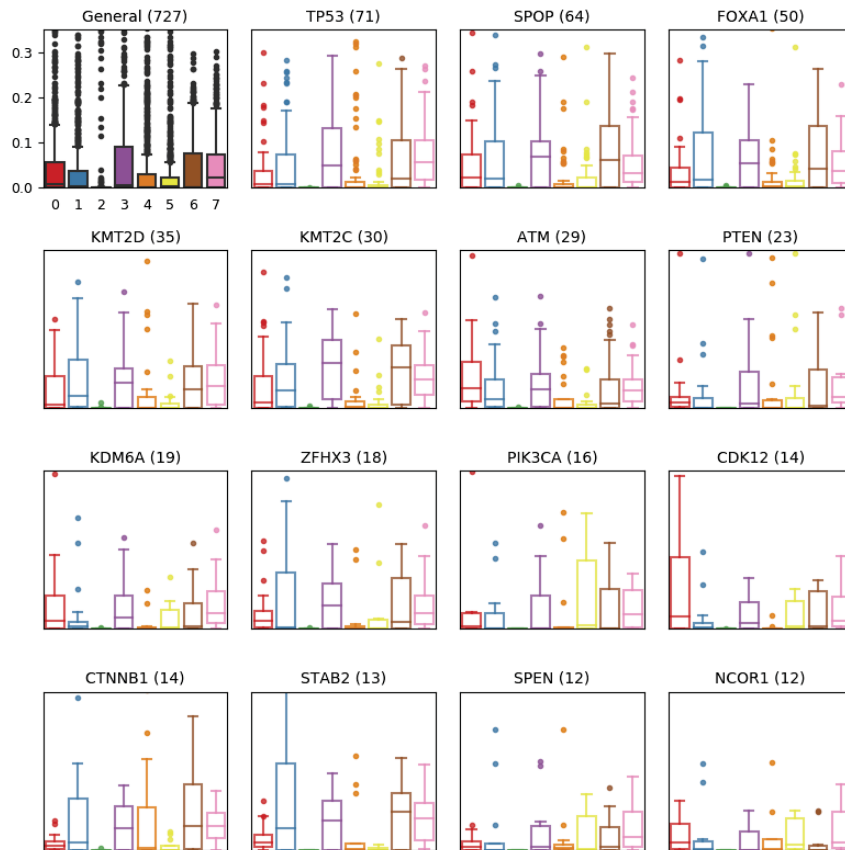 General (727) TP53 (71) SPOP (64) FOXA1 (50)
0.3
0.2
0.1
0.0
0 1 2 3 4 5 6 7
KMT2D (35) KMT2C (30) ATM (29) PTEN (23)
KDM6A (19) ZFHX3 (18) PIK3CA (16) CDK12 (14)
CTNNB1 (14) STAB2 (13) SPEN (12) NCOR1 (12)